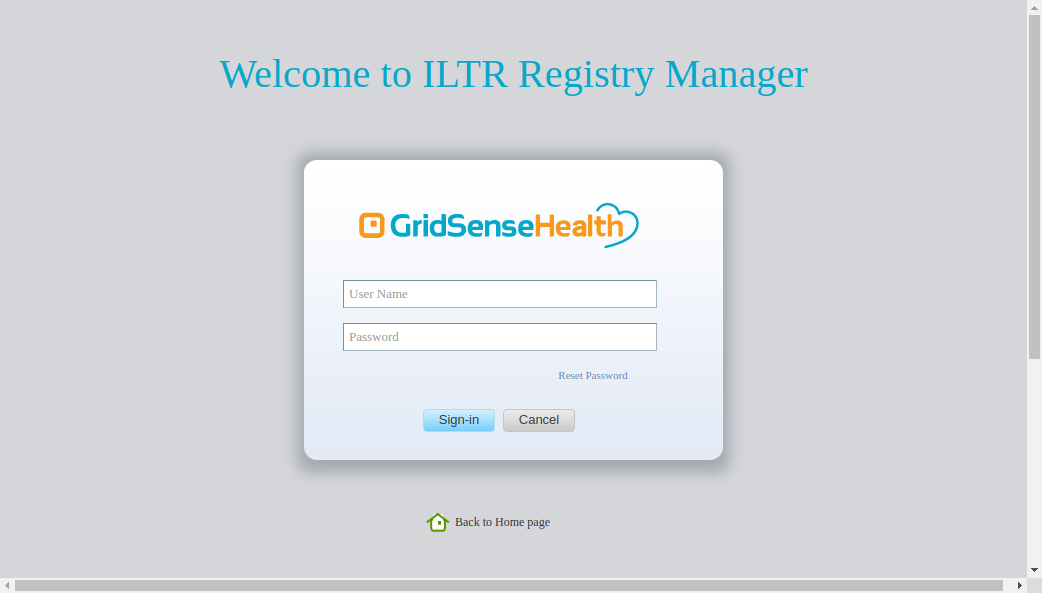 Welcome to ILTR Registry Manager
GridSenseHealth
User Name
Password
Reset Password
Sign-in Cancel
Back to Home page